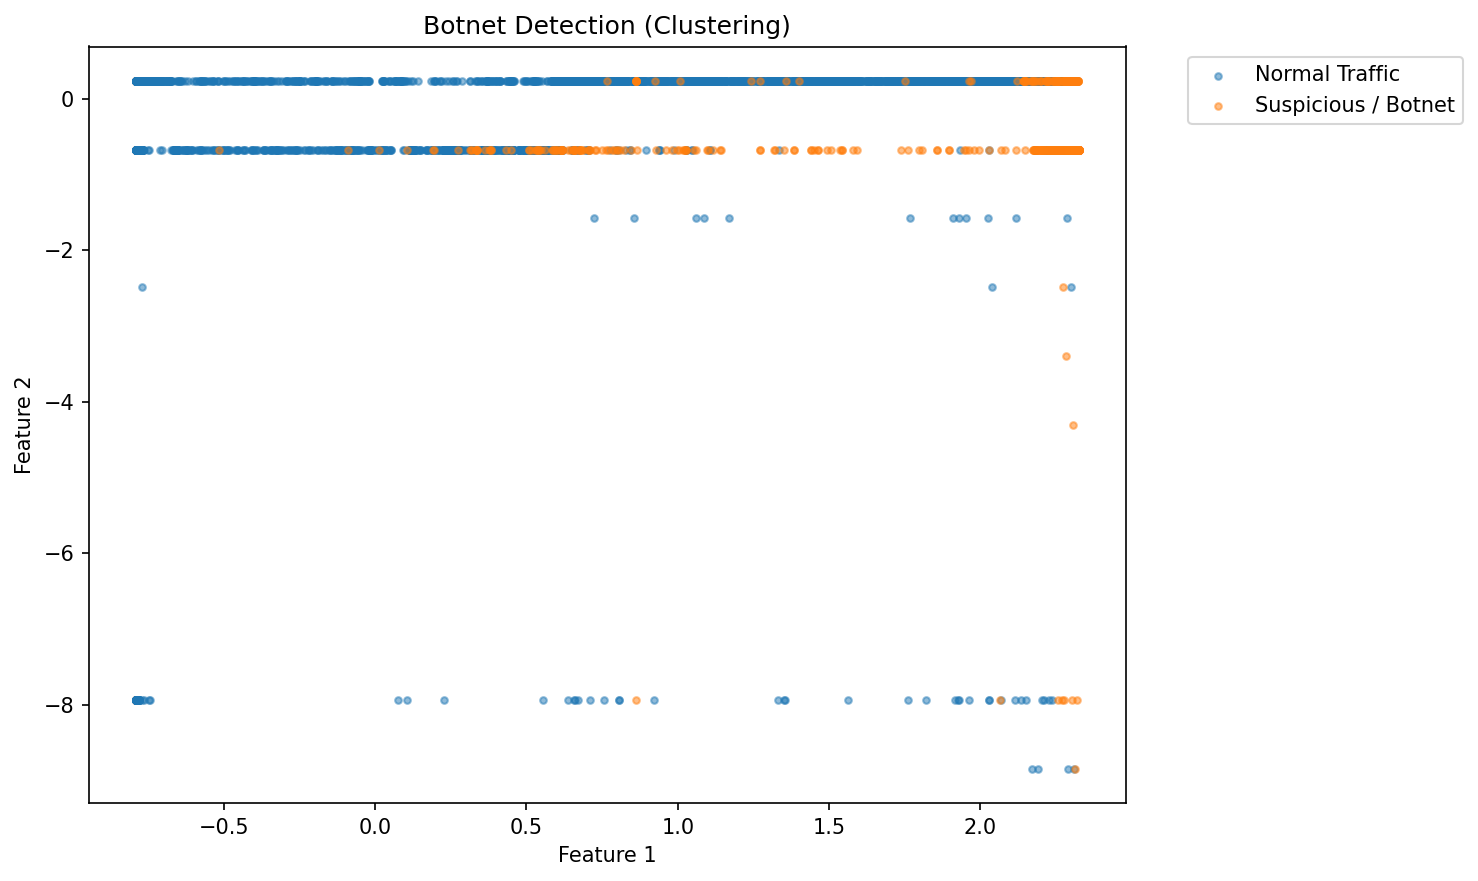 Botnet Detection (Clustering)
Normal Traffic
Suspicious / Botnet
Feature 2
0
−2
−4
−6
−8
−0.5 0.0 0.5 1.0 1.5 2.0
Feature 1